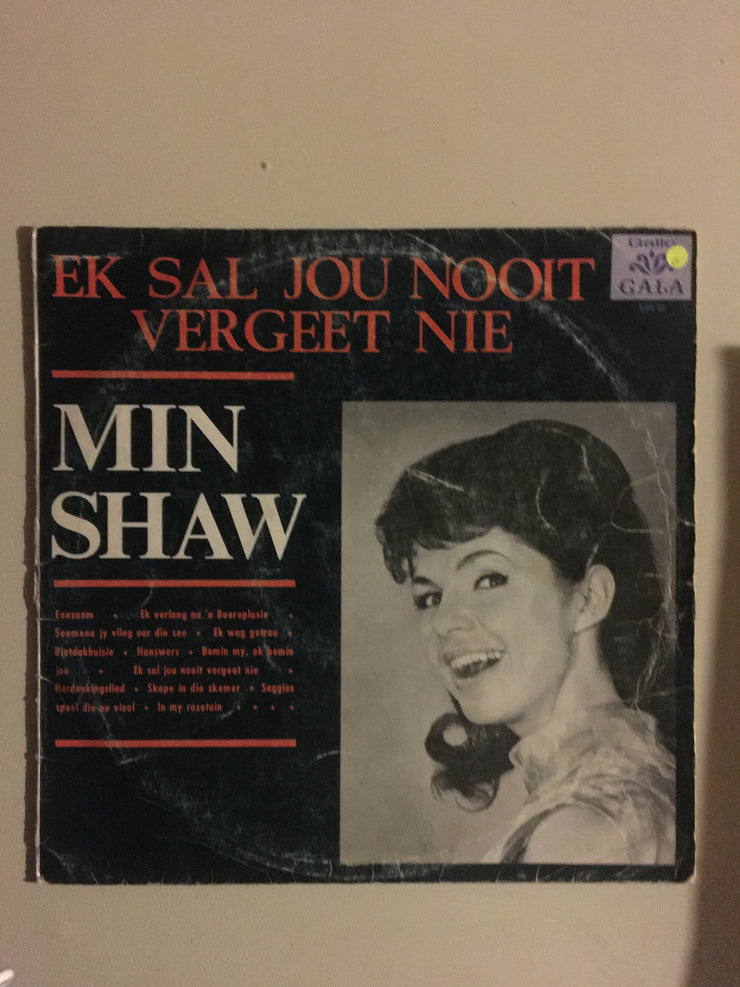 EK SAL JOU NOOIT
VERGEET NIE
Gallo
GALA
MIN
SHAW
Eensaam • Ek verlang na 'n Boereplasie •
Seemeeu jy vlieg oor die see • Ek wag getrou •
Rietdakhuisie • Hanswors • Bemin my, ek bemin
jou • Ek sal jou nooit vergeet nie •
Herdenkingslied • Skepe in die skemer • Saggies
speel die ou viool • In my rosetuin • • • •